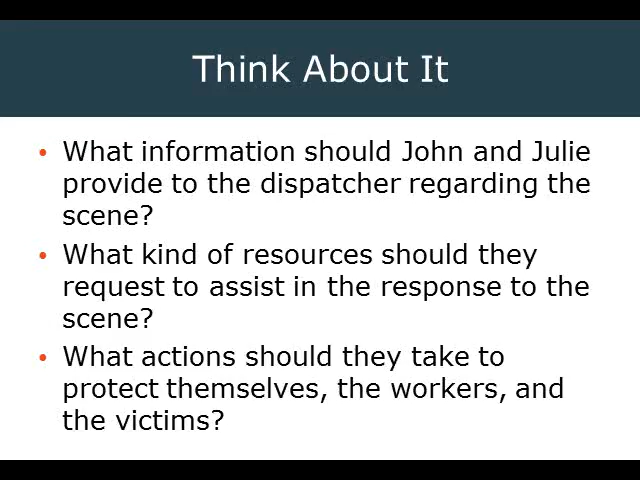 Think About It
• What information should John and Julie
provide to the dispatcher regarding the
scene?
• What kind of resources should they
request to assist in the response to the
scene?
• What actions should they take to
protect themselves, the workers, and
the victims?